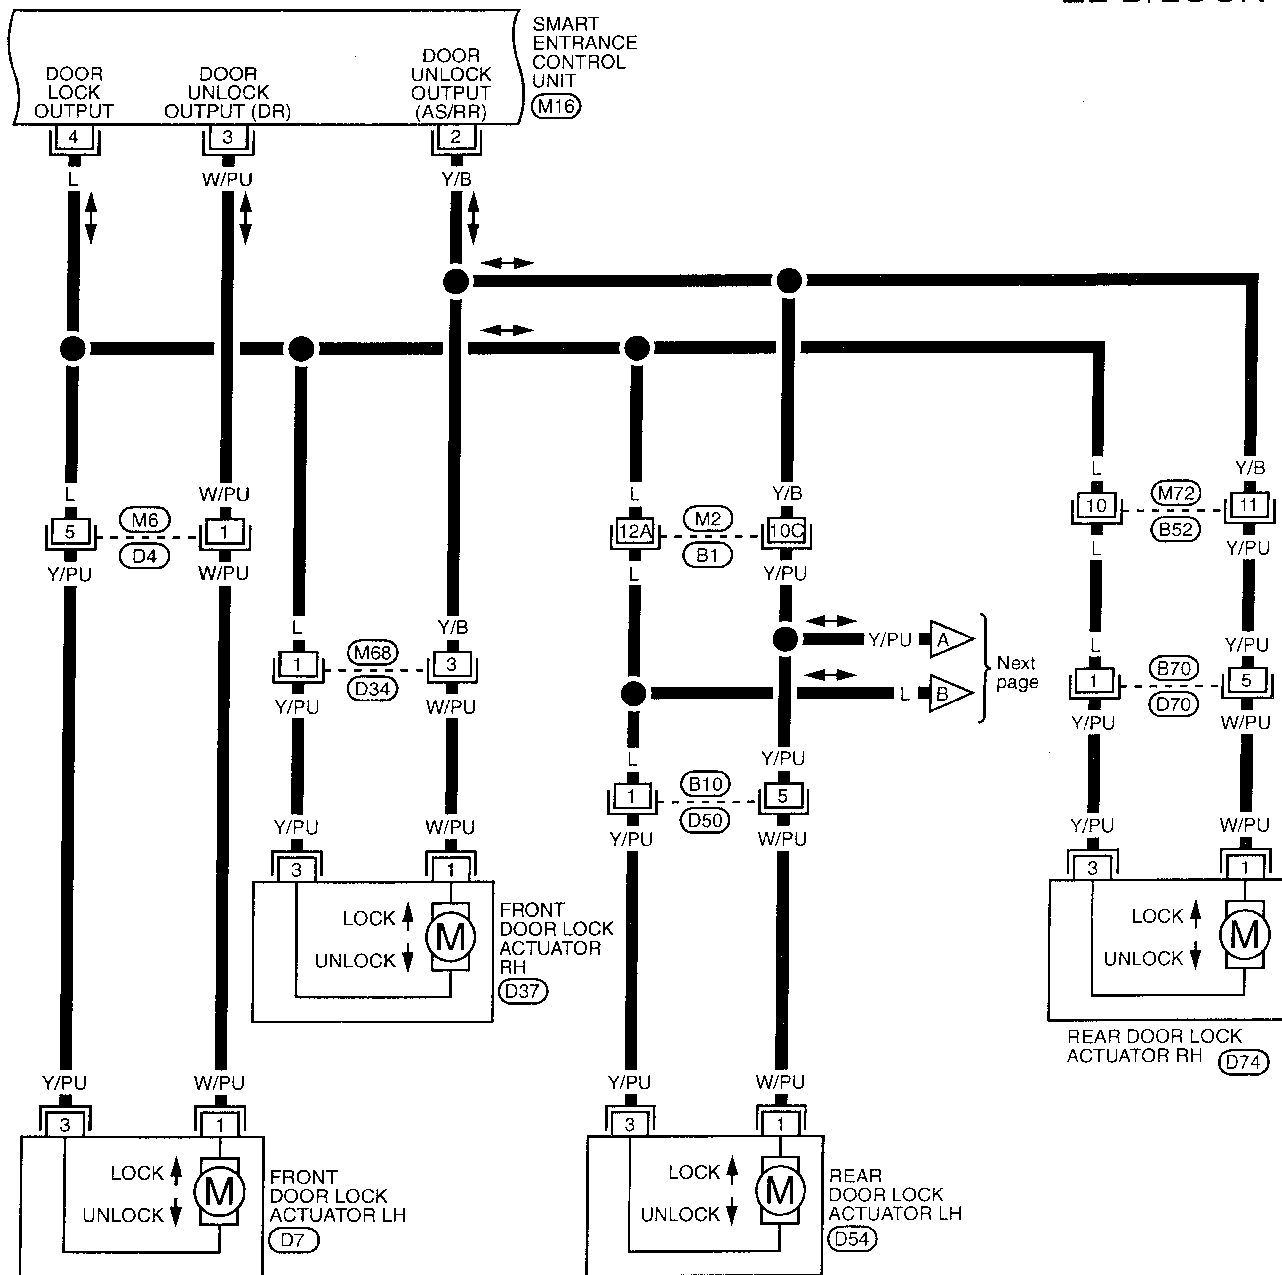 SMART
ENTRANCE
CONTROL
UNIT
M16
DOOR
LOCK
OUTPUT
DOOR
UNLOCK
OUTPUT (DR)
DOOR
UNLOCK
OUTPUT
(AS/RR)
4
3
2
L
W/PU
Y/B
L
W/PU
5
M6
D4
1
Y/PU
W/PU
L
Y/B
1
M68
D34
3
Y/PU
W/PU
L
Y/B
12A
M2
B1
10C
L
Y/PU
L
Y/B
10
M72
B52
11
L
Y/PU
Y/PU
A
L
B
Next
page
L
Y/PU
1
B70
D70
5
Y/PU
W/PU
L
Y/PU
1
B10
D50
5
Y/PU
W/PU
Y/PU
W/PU
3
1
LOCK
UNLOCK
M
FRONT
DOOR LOCK
ACTUATOR
RH
D37
Y/PU
W/PU
3
1
LOCK
UNLOCK
M
REAR DOOR LOCK
ACTUATOR RH
D74
Y/PU
W/PU
3
1
LOCK
UNLOCK
M
FRONT
DOOR LOCK
ACTUATOR LH
D7
Y/PU
W/PU
3
1
LOCK
UNLOCK
M
REAR
DOOR LOCK
ACTUATOR LH
D54